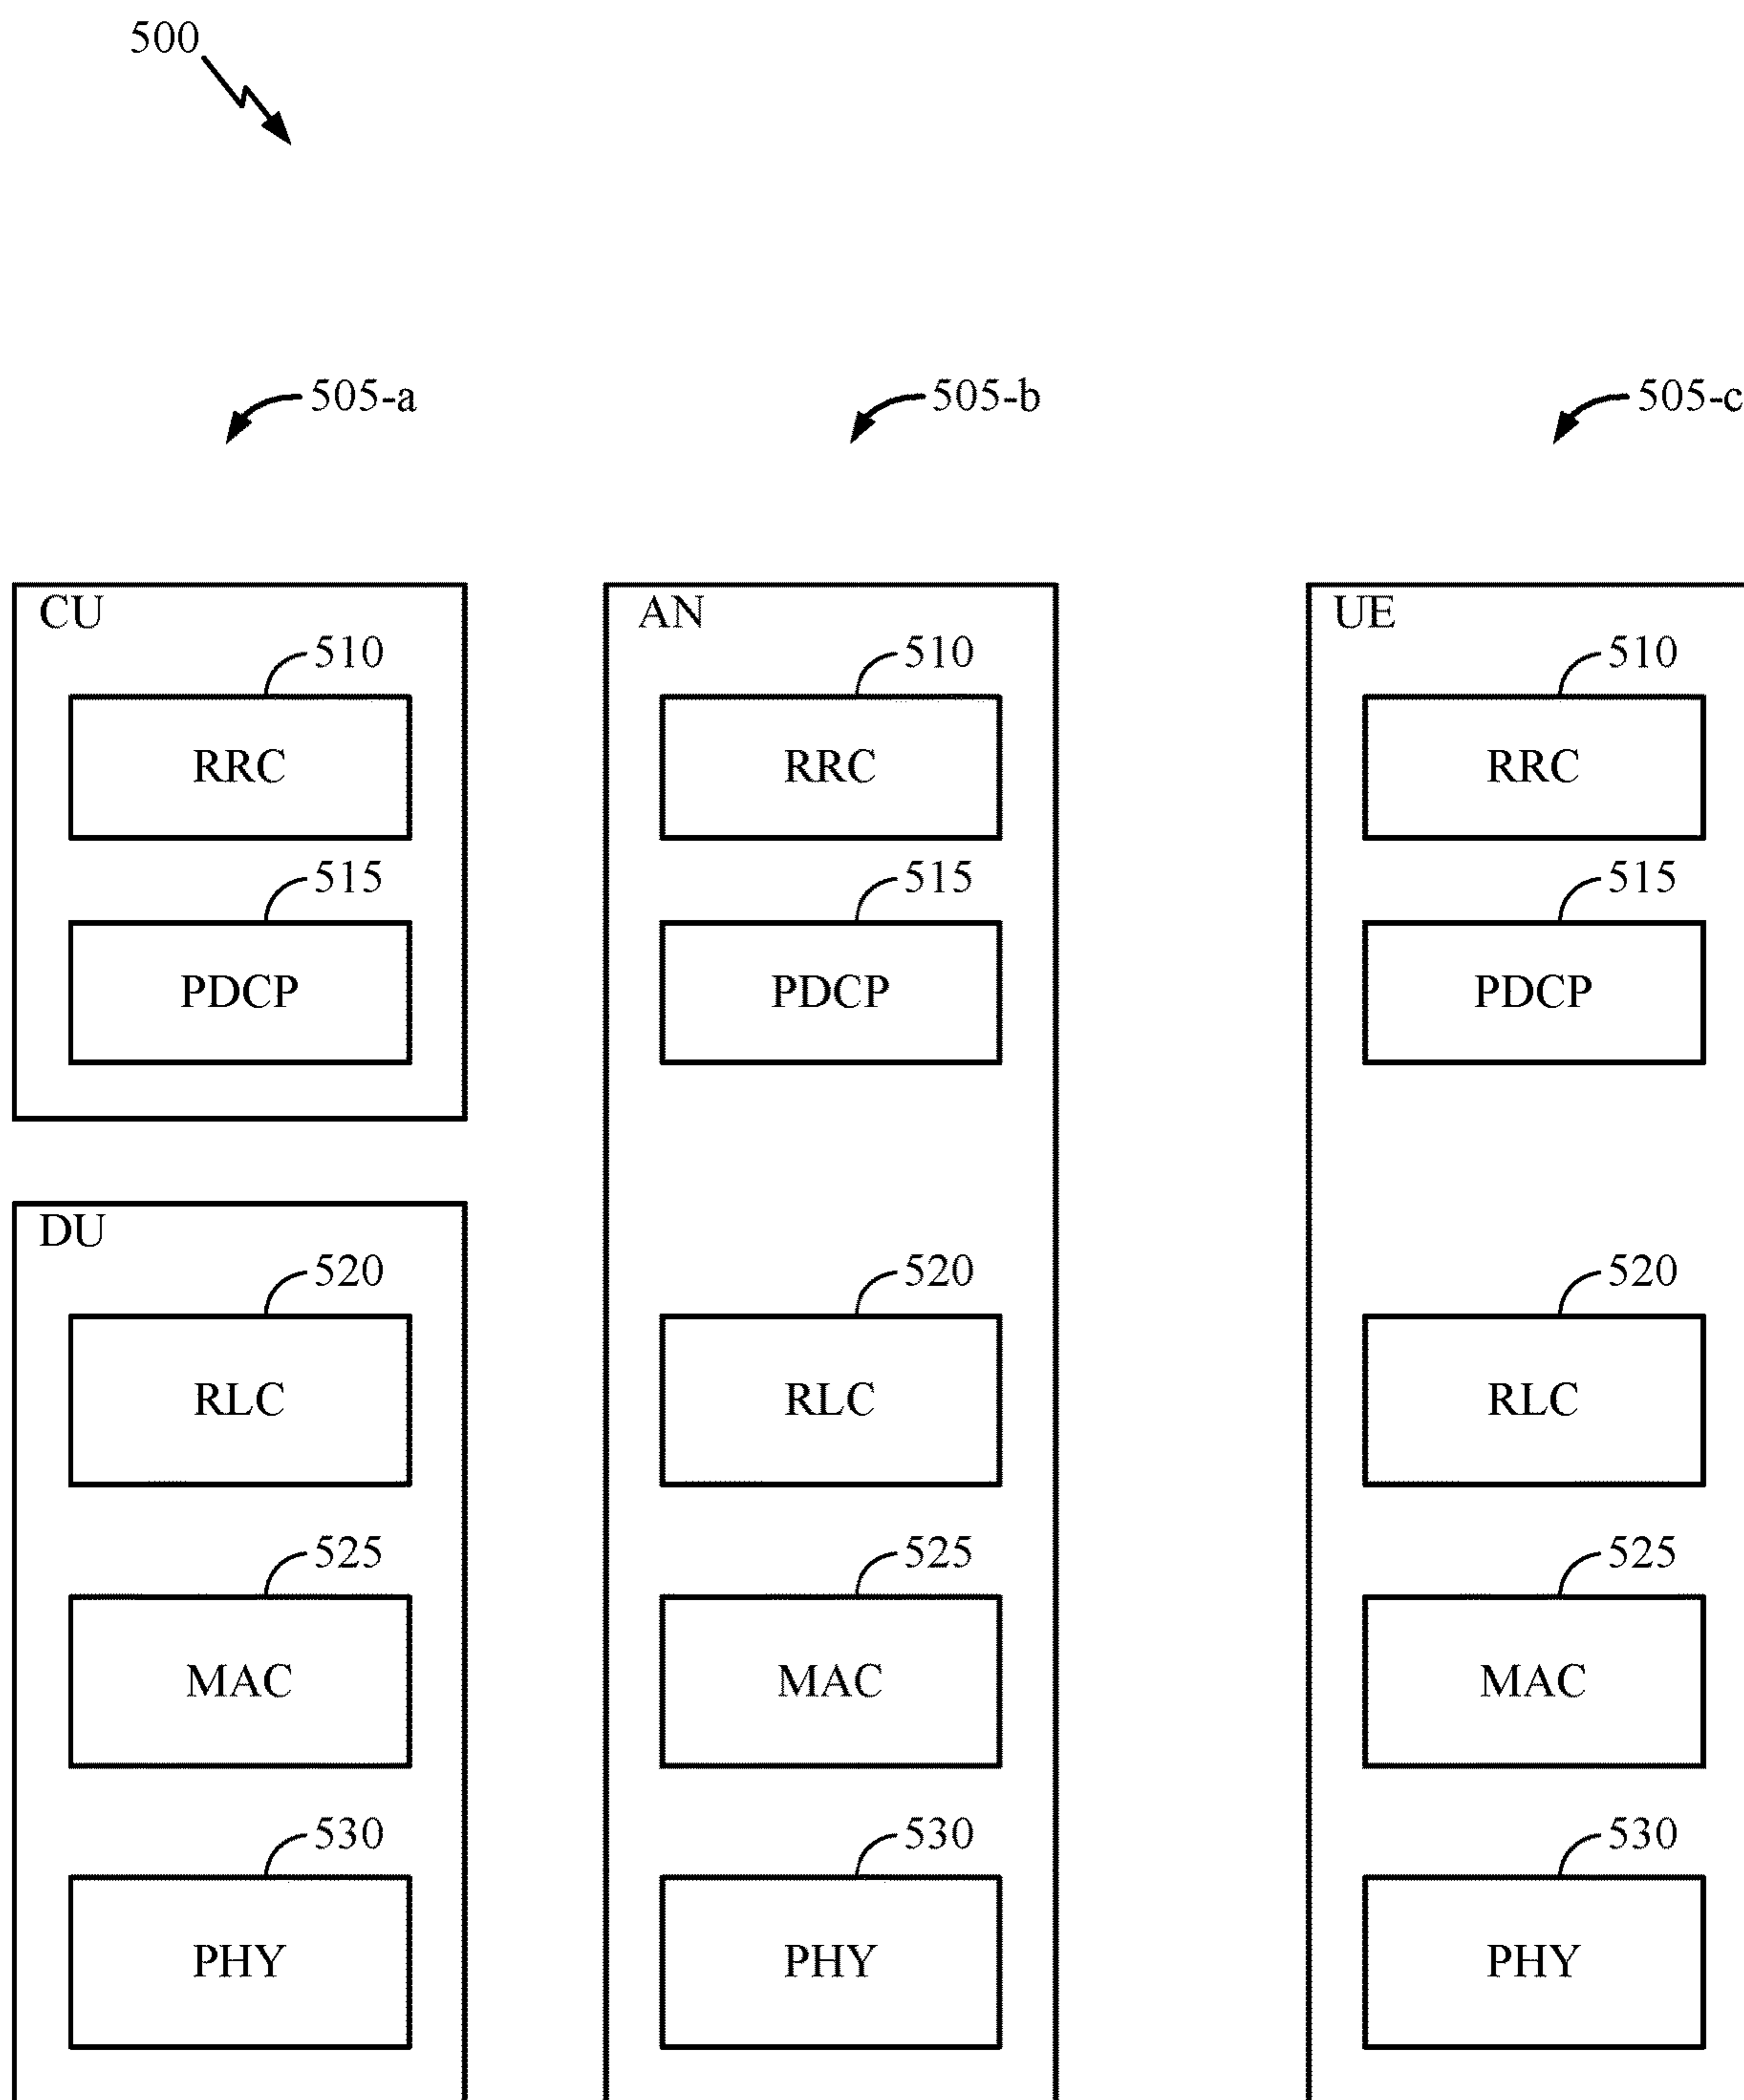 500
505-a 505-b 505-c
CU AN UE
510 510 510
RRC RRC RRC
515 515 515
PDCP PDCP PDCP
DU
520 520 520
RLC RLC RLC
525 525 525
MAC MAC MAC
530 530 530
PHY PHY PHY